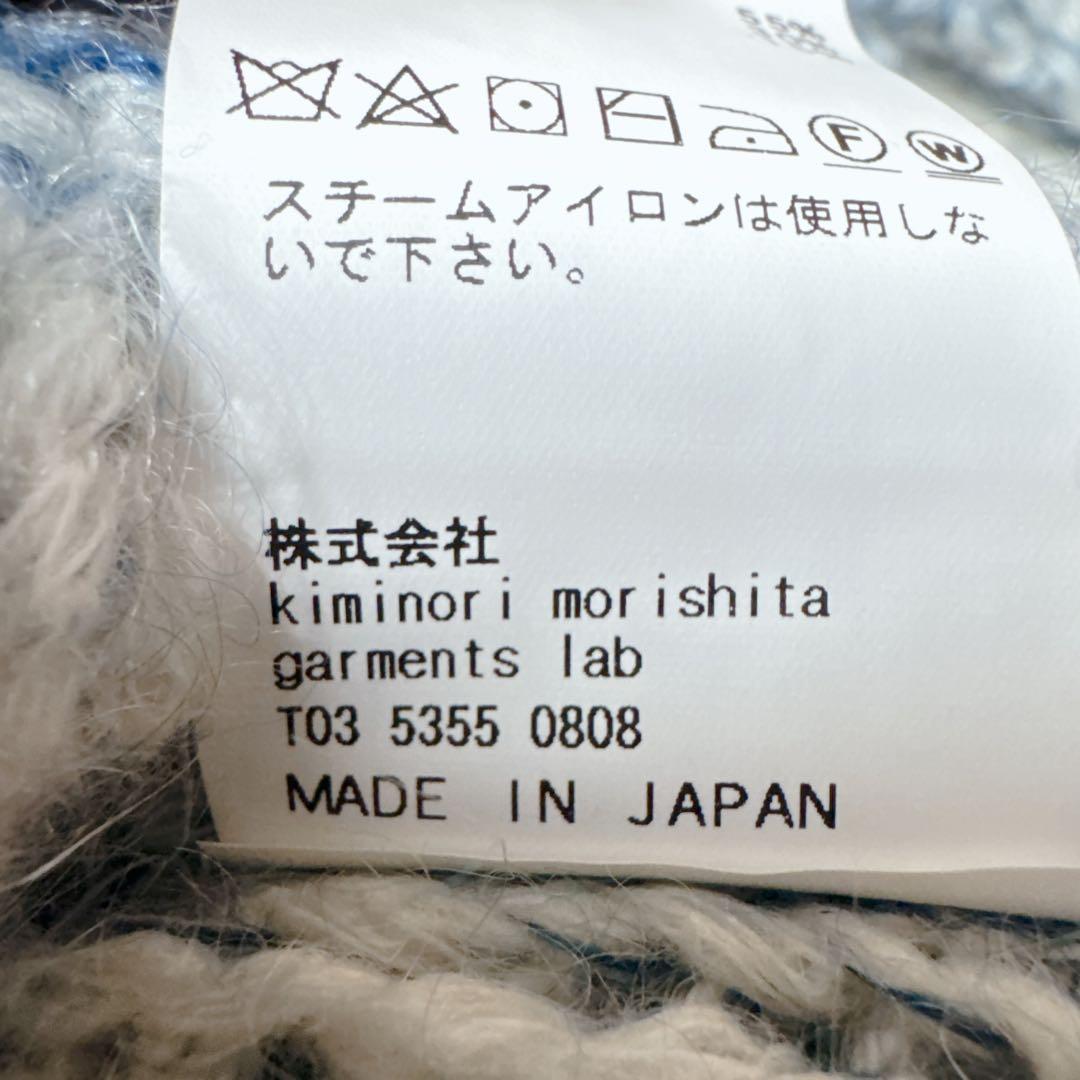 F W
スチームアイロンは使用しな
いで下さい。
株式会社
kiminori morishita
garments lab
T03 5355 0808
MADE IN JAPAN